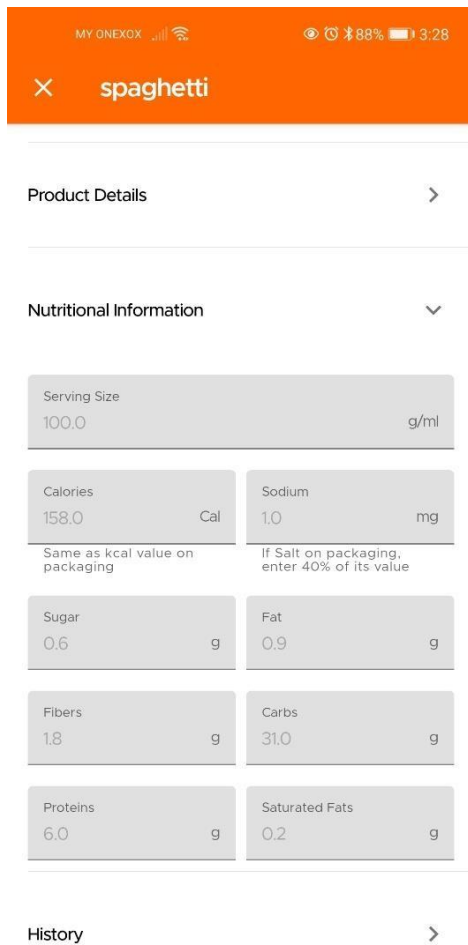 MY ONEXOX 88% 3:28
spaghetti
Product Details
Nutritional Information
Serving Size
100.0 g/ml
Calories Sodium
158.0 Cal 1.0 mg
Same as kcal value on If Salt on packaging,
packaging enter 40% of its value
Sugar Fat
0.6 g 0.9 g
Fibers Carbs
1.8 g 31.0 g
Proteins Saturated Fats
6.0 g 0.2 g
History